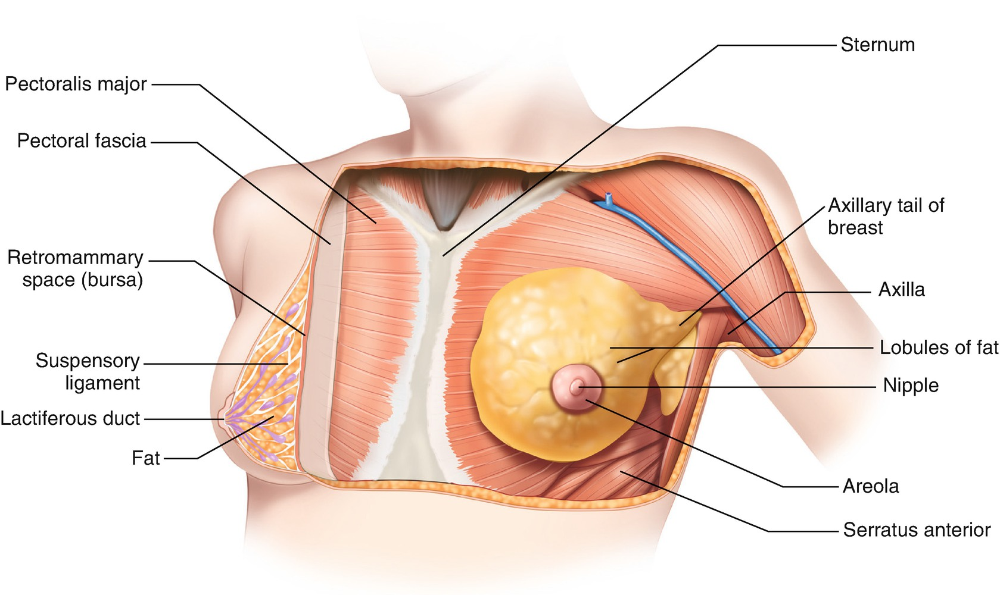 Sternum
Pectoralis major
Pectoral fascia
Axillary tail of
breast
Retromammary
space (bursa)
Axilla
Lobules of fat
Suspensory
ligament
Nipple
Lactiferous duct
Fat
Areola
Serratus anterior